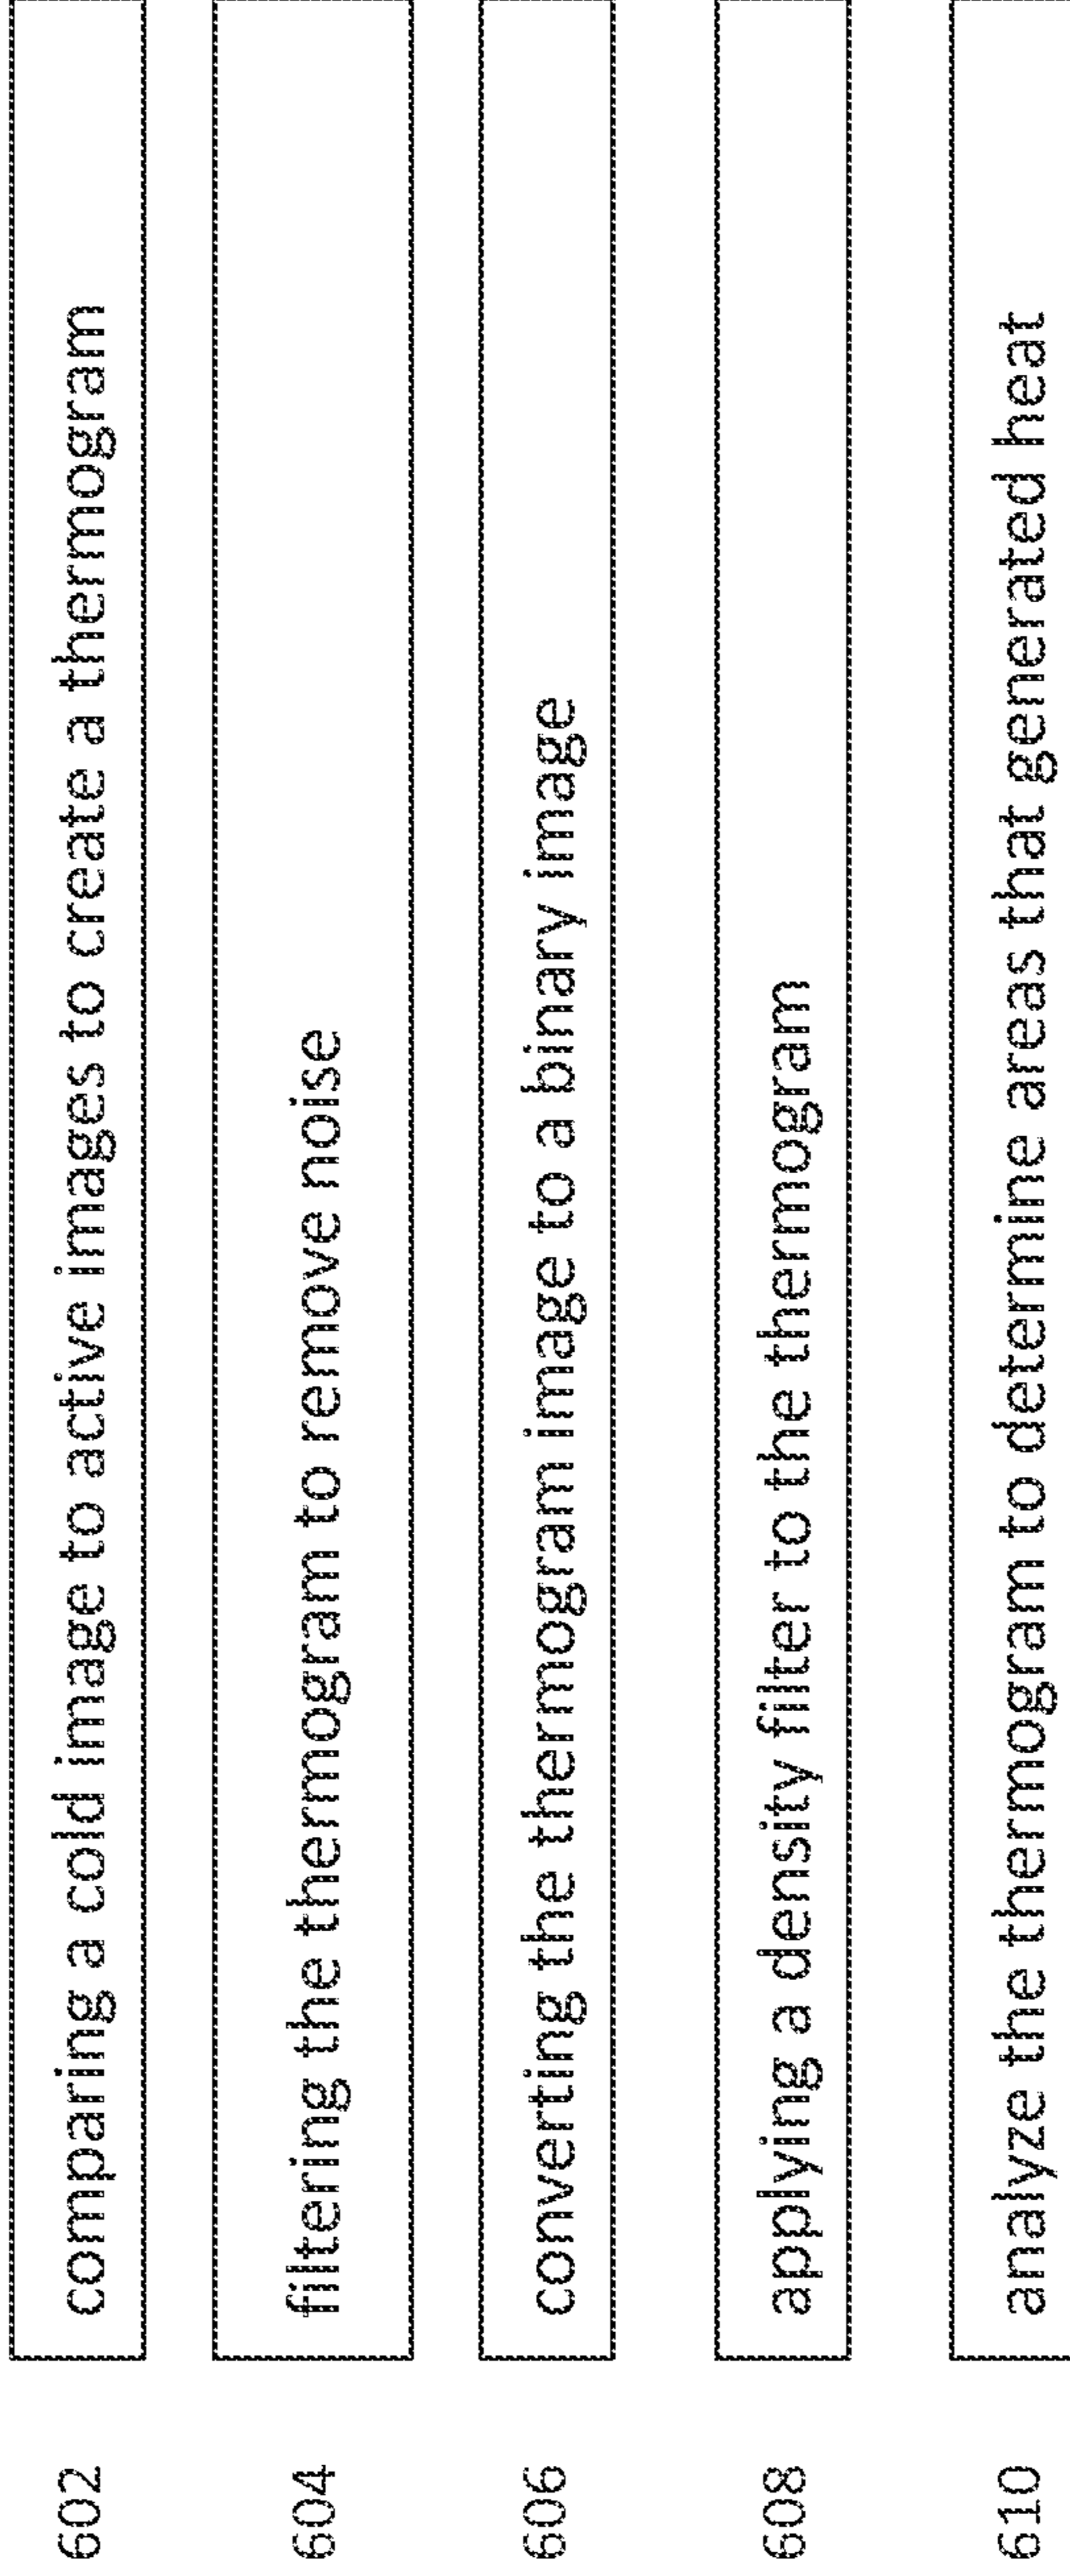 602 comparing a cold image to active images to create a thermogram
604 filtering the thermogram to remove noise
606 converting the thermogram image to a binary image
608 applying a density filter to the thermogram
610 analyze the thermogram to determine areas that generated heat